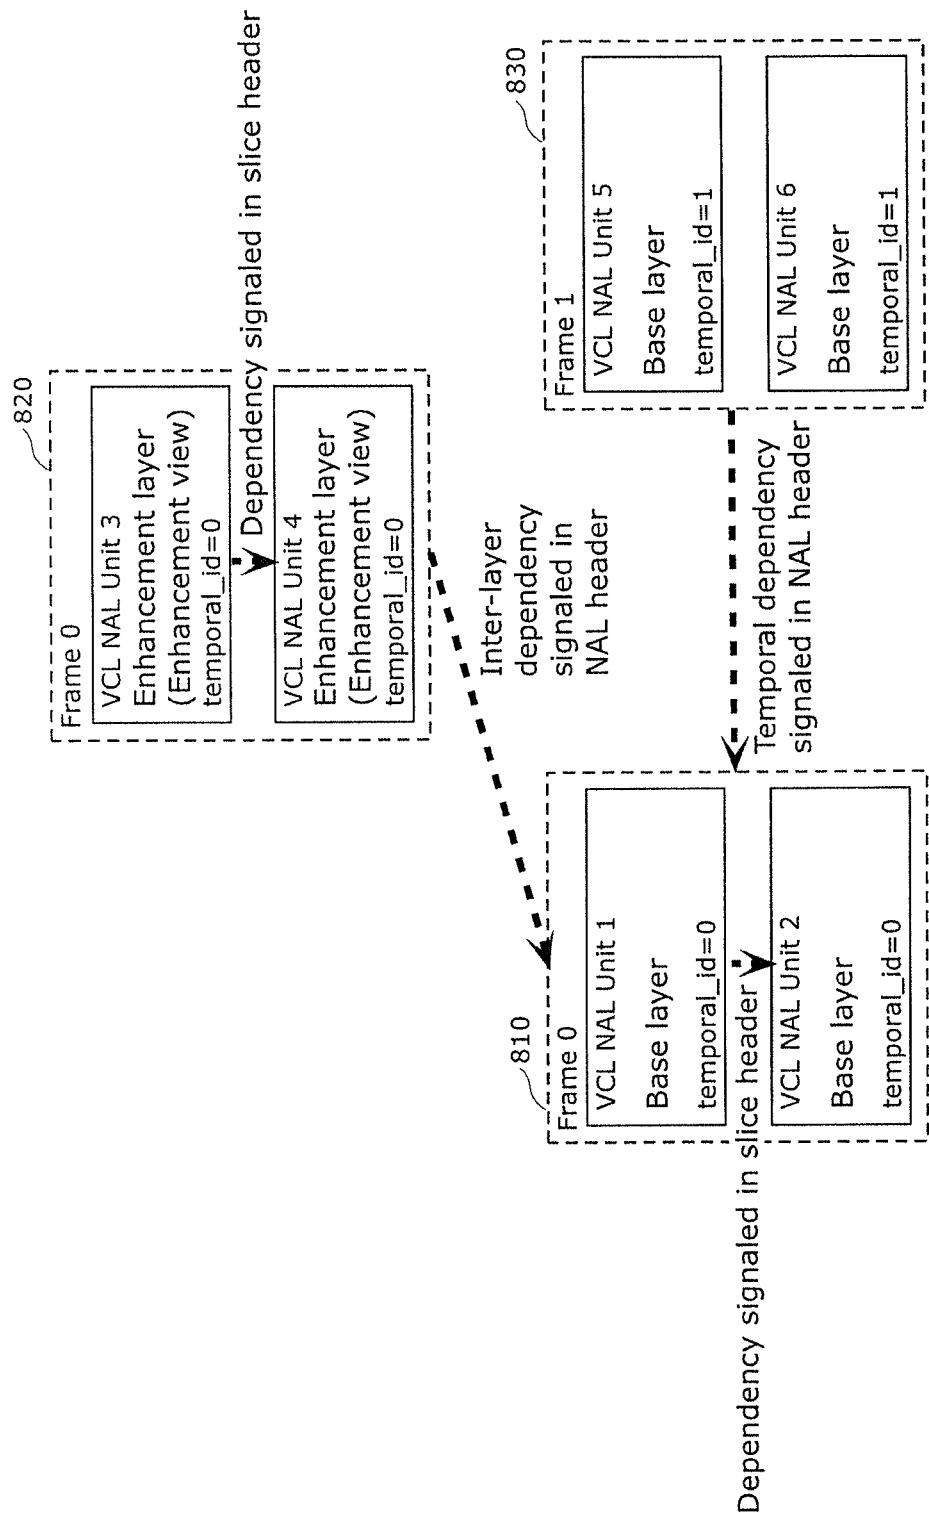 820
Frame 0
VCL NAL Unit 3
Enhancement layer
(Enhancement view)
temporal_id=0
Dependency signaled in slice header
VCL NAL Unit 4
Enhancement layer
(Enhancement view)
temporal_id=0
Inter-layer
dependency
signaled in
NAL header
810
Frame 0
VCL NAL Unit 1
Base layer
temporal_id=0
Dependency signaled in slice header
VCL NAL Unit 2
Base layer
temporal_id=0
Temporal dependency
signaled in NAL header
830
Frame 1
VCL NAL Unit 5
Base layer
temporal_id=1
VCL NAL Unit 6
Base layer
temporal_id=1